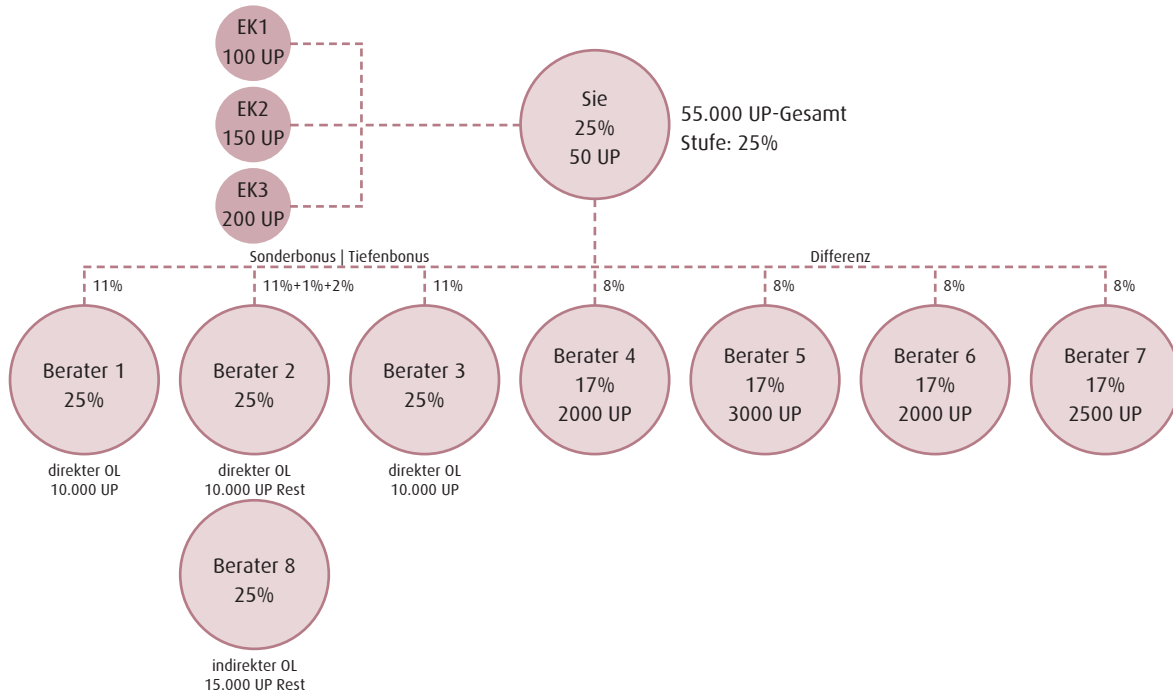 EK1
100 UP
EK2
150 UP
EK3
200 UP
Sie
25%
50 UP
55.000 UP-Gesamt
Stufe: 25%
Sonderbonus | Tiefenbonus
Differenz
11%
11%+1%+2%
11%
8%
8%
8%
8%
Berater 1
25%
direkter OL
10.000 UP
Berater 2
25%
direkter OL
10.000 UP Rest
Berater 3
25%
direkter OL
10.000 UP
Berater 4
17%
2000 UP
Berater 5
17%
3000 UP
Berater 6
17%
2000 UP
Berater 7
17%
2500 UP
Berater 8
25%
indirekter OL
15.000 UP Rest